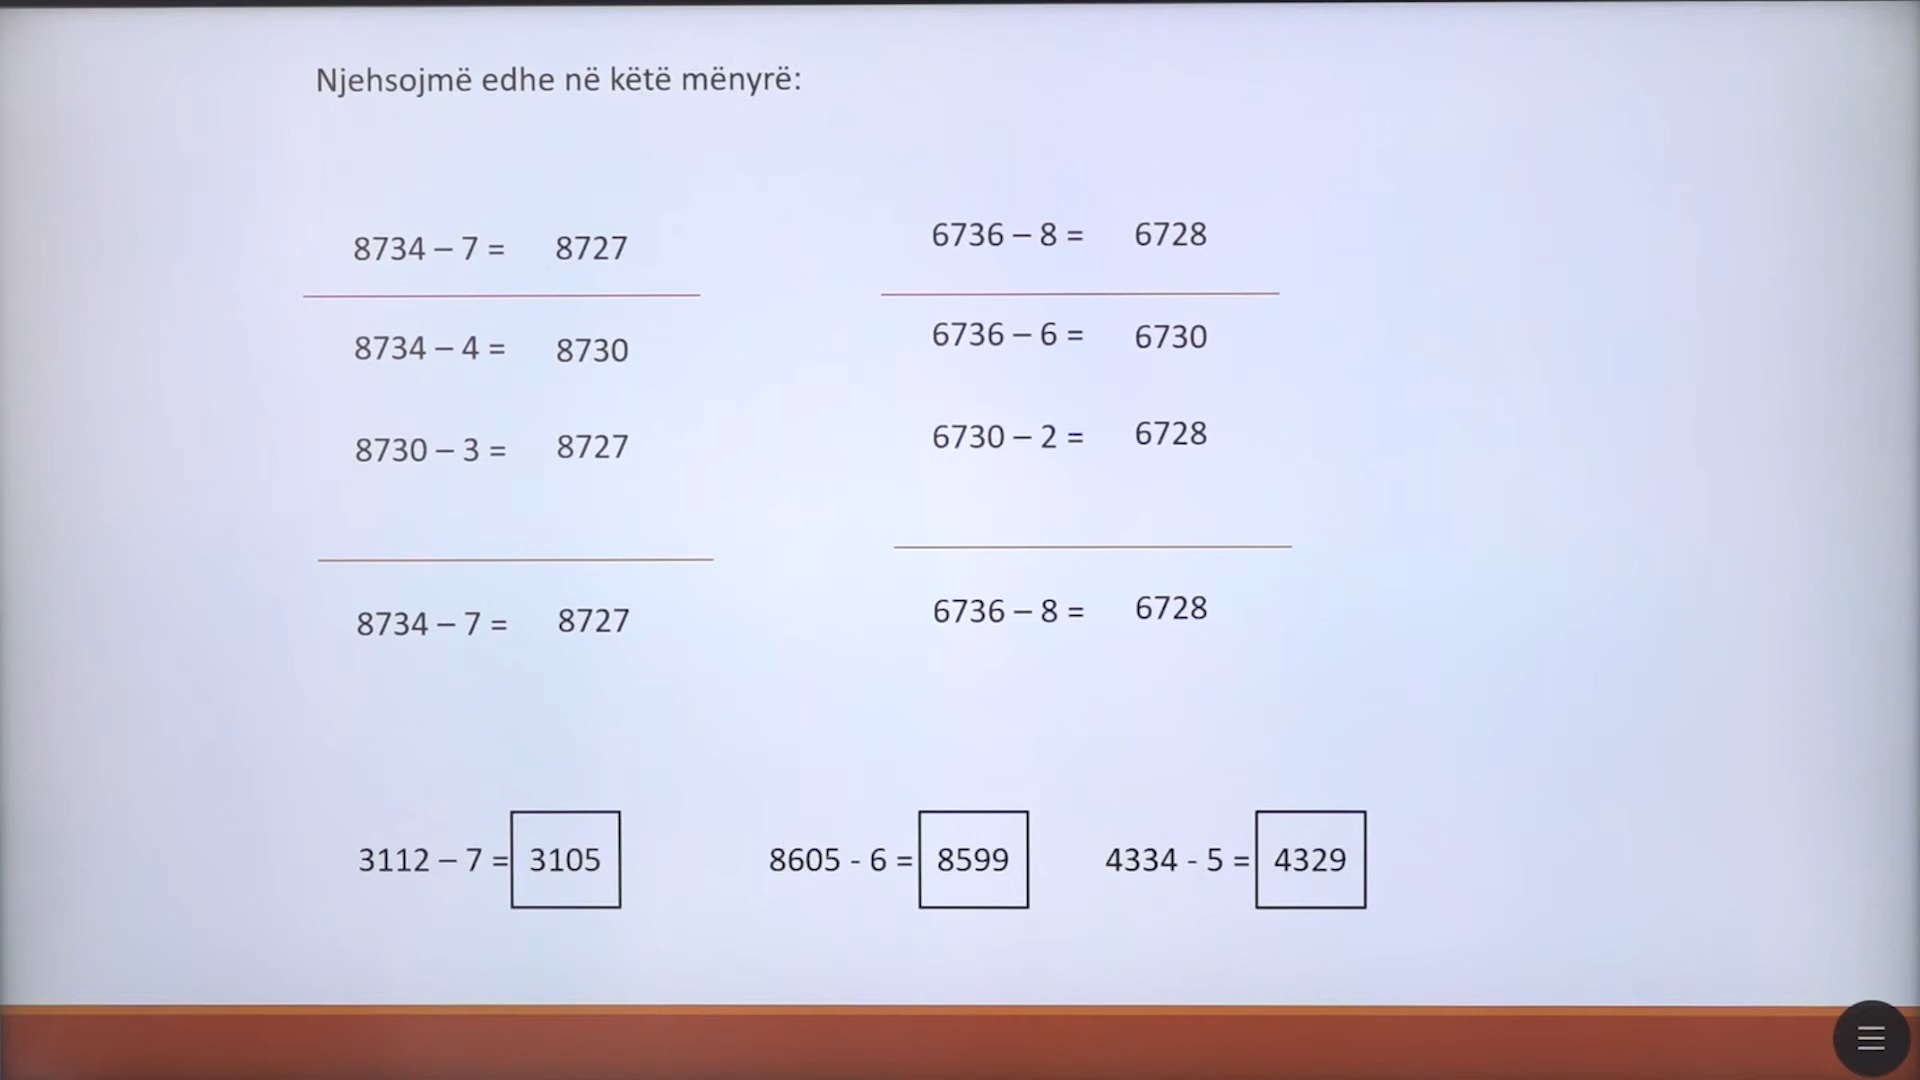 Njehsojmë edhe në këtë mënyrë:
8734 – 7 = 8727
8734 – 4 = 8730
8730 – 3 = 8727
8734 – 7 = 8727
6736 – 8 = 6728
6736 – 6 = 6730
6730 – 2 = 6728
6736 – 8 = 6728
3112 – 7 = 3105
8605 - 6 = 8599
4334 - 5 = 4329